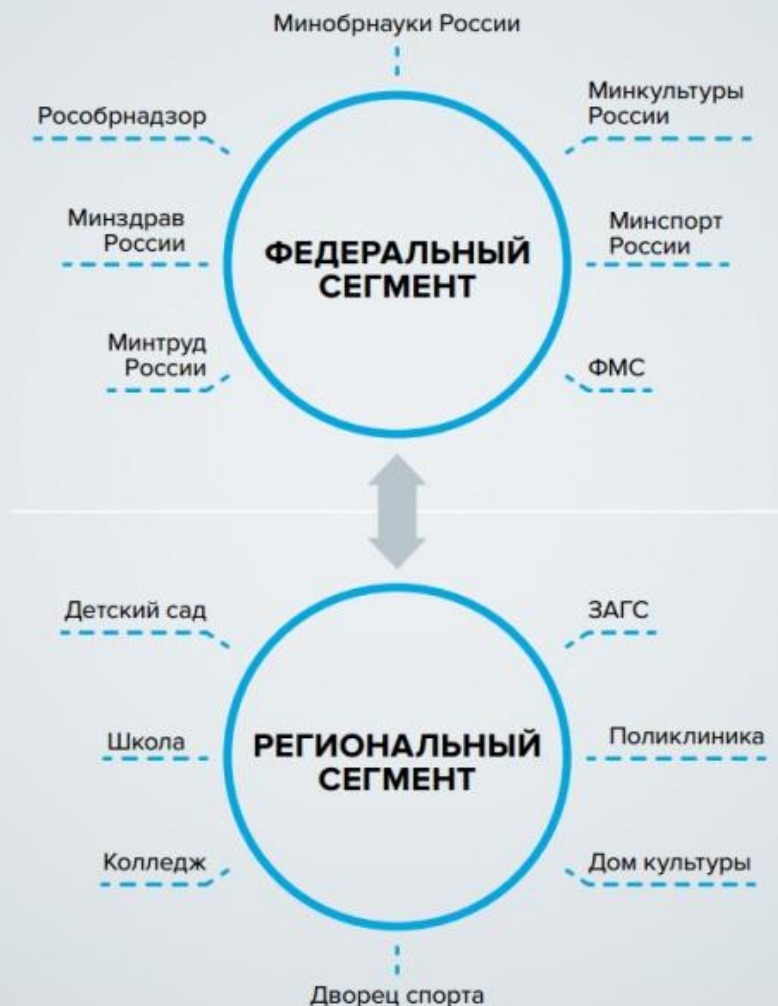 Минобрнауки России
Рособрнадзор
Минкультуры
России
Минздрав
России
ФЕДЕРАЛЬНЫЙ
СЕГМЕНТ
Минспорт
России
Минтруд
России
ФМС
Детский сад
ЗАГС
Школа
РЕГИОНАЛЬНЫЙ
СЕГМЕНТ
Поликлиника
Колледж
Дом культуры
Дворец спорта